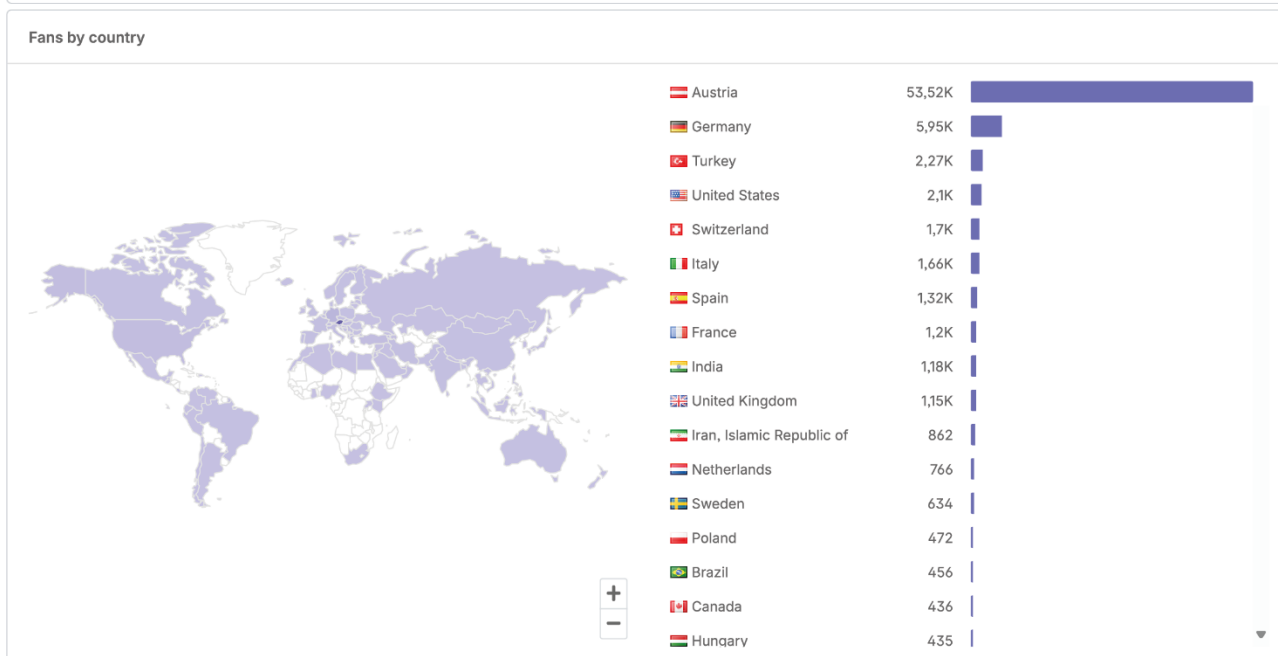 Fans by country
Austria 53,52K
Germany 5,95K
Turkey 2,27K
United States 2,1K
Switzerland 1,7K
Italy 1,66K
Spain 1,32K
France 1,2K
India 1,18K
United Kingdom 1,15K
Iran, Islamic Republic of 862
Netherlands 766
Sweden 634
Poland 472
Brazil 456
Canada 436
Hungary 435
+
−